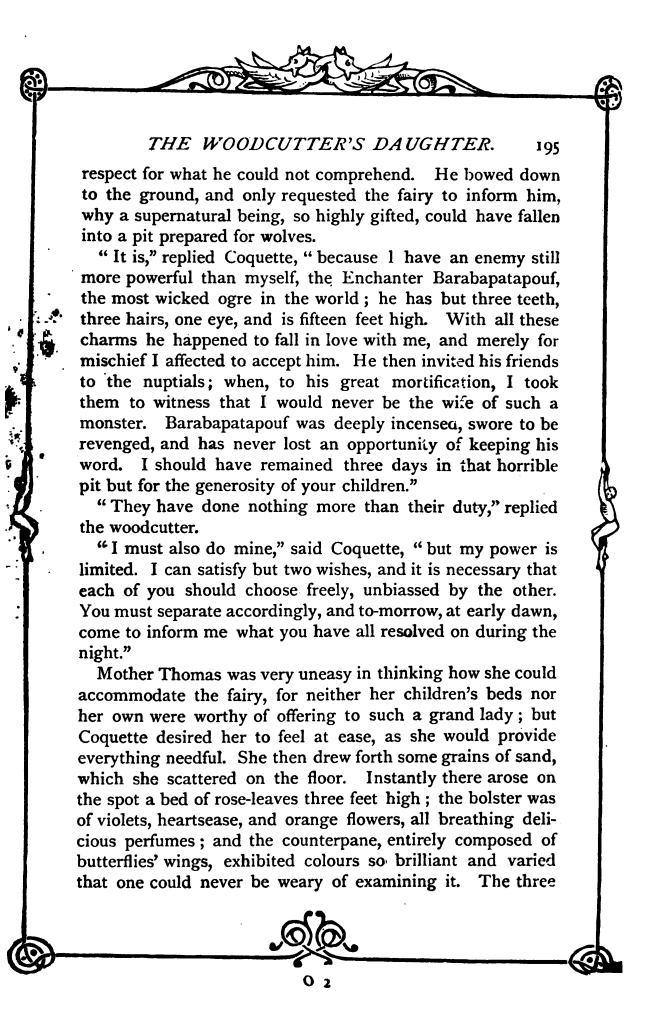 THE WOODCUTTER'S DAUGHTER. 195
respect for what he could not comprehend. He bowed down
to the ground, and only requested the fairy to inform him,
why a supernatural being, so highly gifted, could have fallen
into a pit prepared for wolves.
“ It is,” replied Coquette, “ because I have an enemy still
more powerful than myself, the Enchanter Barabapatapouf,
the most wicked ogre in the world ; he has but three teeth,
three hairs, one eye, and is fifteen feet high. With all these
charms he happened to fall in love with me, and merely for
mischief I affected to accept him. He then invited his friends
to the nuptials ; when, to his great mortification, I took
them to witness that I would never be the wife of such a
monster. Barabapatapouf was deeply incensed, swore to be
revenged, and has never lost an opportunity of keeping his
word. I should have remained three days in that horrible
pit but for the generosity of your children.”
“ They have done nothing more than their duty,” replied
the woodcutter.
“ I must also do mine,” said Coquette, “ but my power is
limited. I can satisfy but two wishes, and it is necessary that
each of you should choose freely, unbiassed by the other.
You must separate accordingly, and to-morrow, at early dawn,
come to inform me what you have all resolved on during the
night.”
Mother Thomas was very uneasy in thinking how she could
accommodate the fairy, for neither her children's beds nor
her own were worthy of offering to such a grand lady ; but
Coquette desired her to feel at ease, as she would provide
everything needful. She then drew forth some grains of sand,
which she scattered on the floor. Instantly there arose on
the spot a bed of rose-leaves three feet high ; the bolster was
of violets, heartsease, and orange flowers, all breathing deli-
cious perfumes ; and the counterpane, entirely composed of
butterflies' wings, exhibited colours so brilliant and varied
that one could never be weary of examining it. The three
O 2